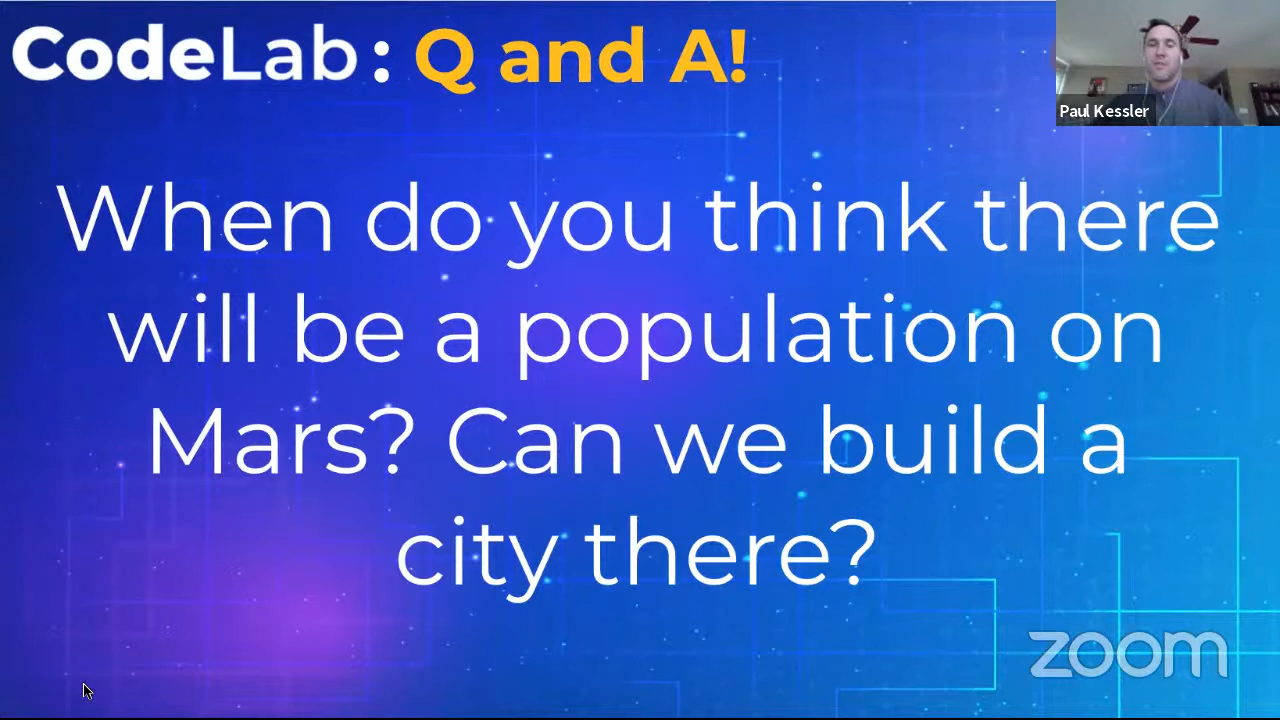 CodeLab: Q and A!
Paul Kessler
When do you think there
will be a population on
Mars? Can we build a
city there?
zoom